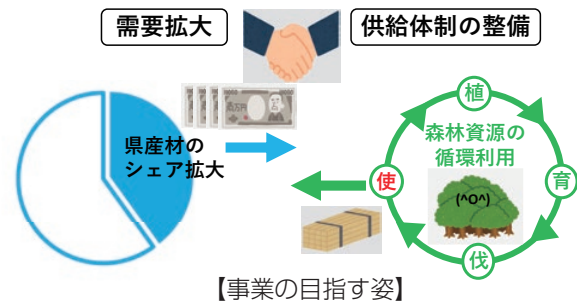 需要拡大
供給体制の整備
県産材の
シェア拡大
植
森林資源の
循環利用
使
育
(^O^)
伐
【事業の目指す姿】